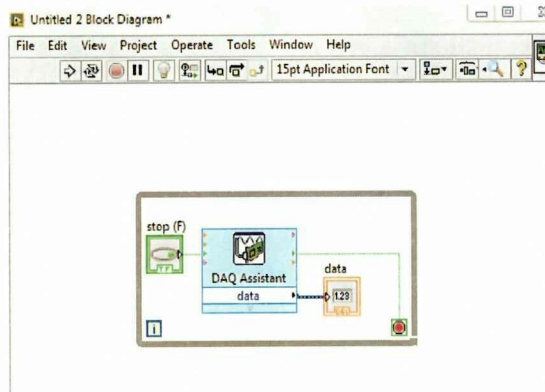 Untitled 2 Block Diagram *
File Edit View Project Operate Tools Window Help
15pt Application Font
stop (F)
TF
DAQ Assistant
data
data
1.23
i